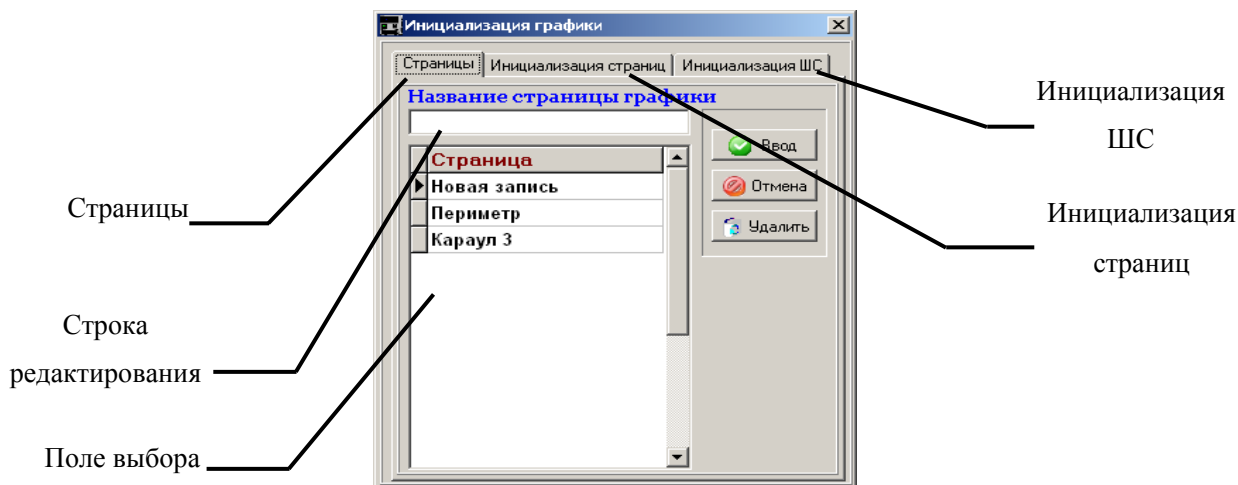 Инициализация графики
Страницы Инициализация страниц Инициализация ШС
Название страницы графики
Страница
Новая запись
Периметр
Караул 3
Ввод
Отмена
Удалить
Страницы
Строка
редактирования
Поле выбора
Инициализация
ШС
Инициализация
страниц